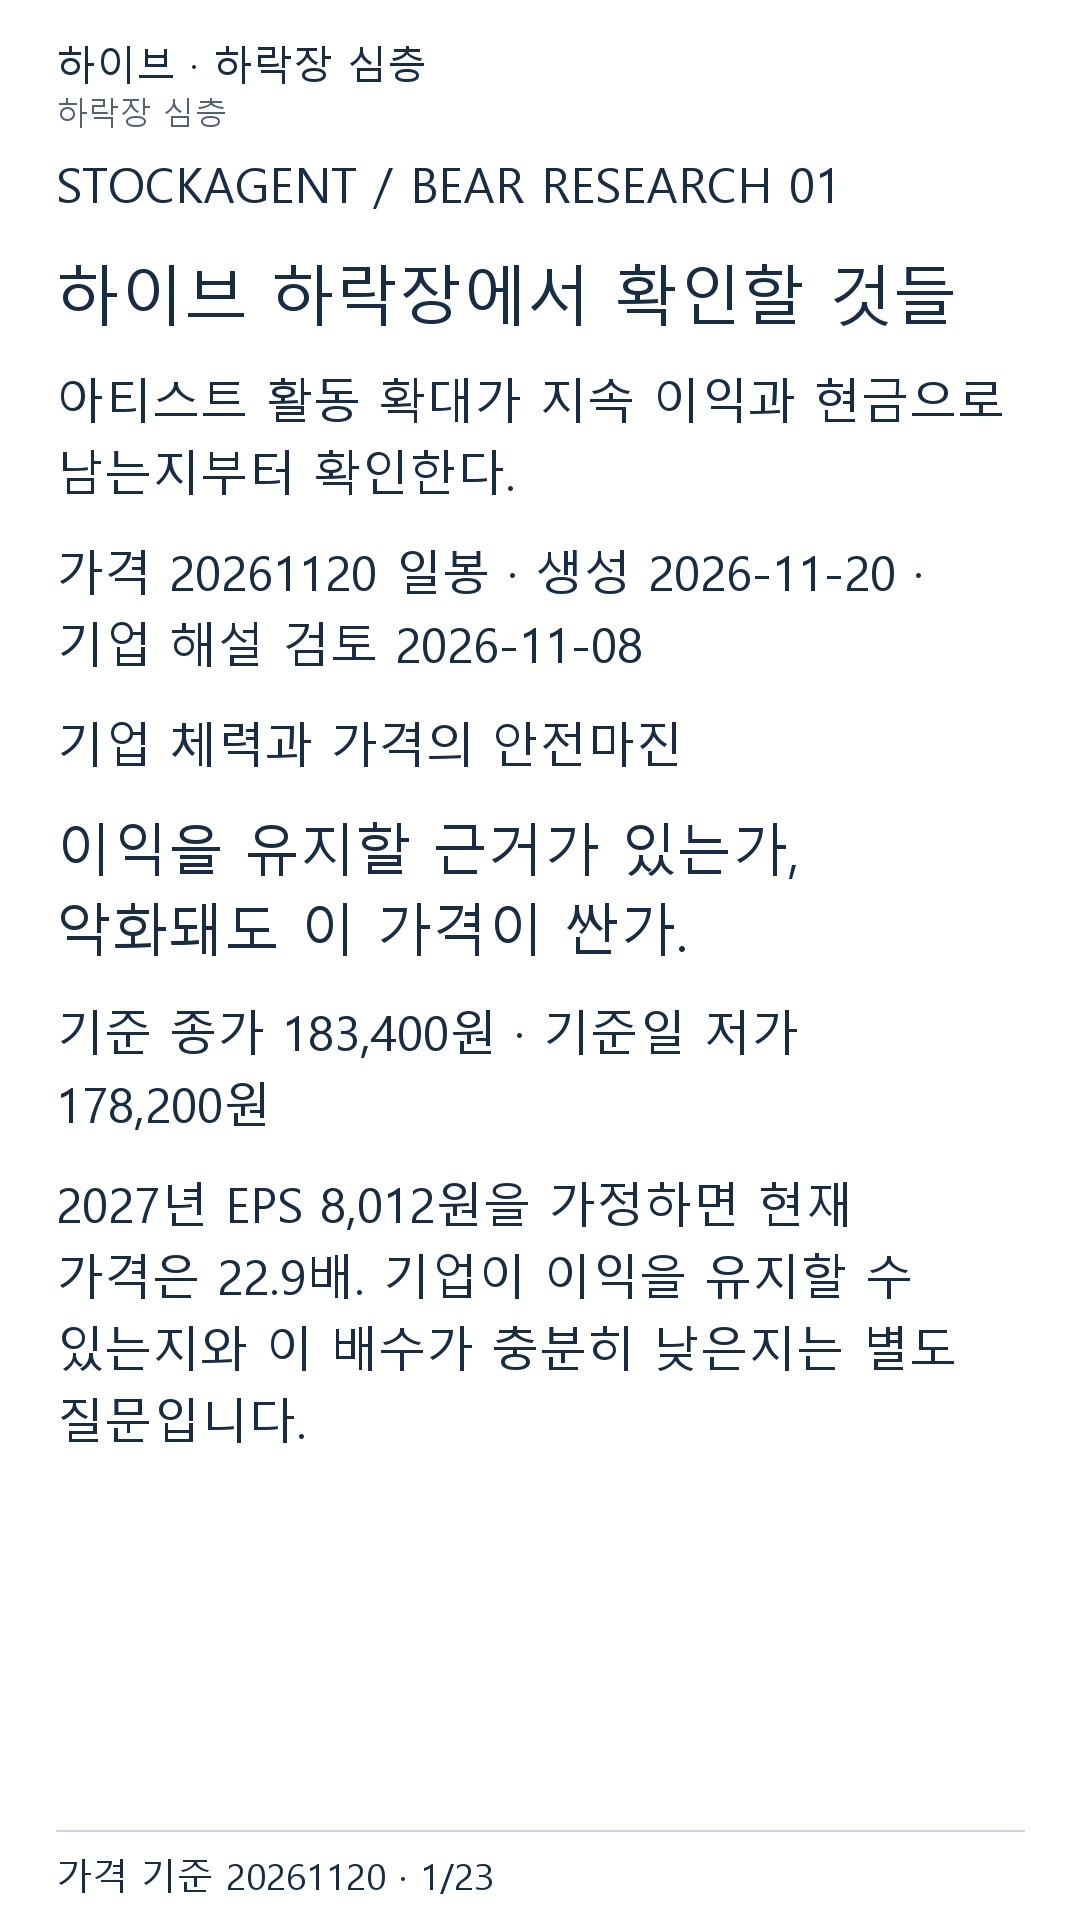 하이브 · 하락장 심층
하락장 심층
STOCKAGENT / BEAR RESEARCH 01
하이브 하락장에서 확인할 것들
아티스트 활동 확대가 지속 이익과 현금으로
남는지부터 확인한다.
가격 20261120 일봉 · 생성 2026-11-20 ·
기업 해설 검토 2026-11-08
기업 체력과 가격의 안전마진
이익을 유지할 근거가 있는가,
악화돼도 이 가격이 싼가.
기준 종가 183,400원 · 기준일 저가
178,200원
2027년 EPS 8,012원을 가정하면 현재
가격은 22.9배. 기업이 이익을 유지할 수
있는지와 이 배수가 충분히 낮은지는 별도
질문입니다.
가격 기준 20261120 · 1/23